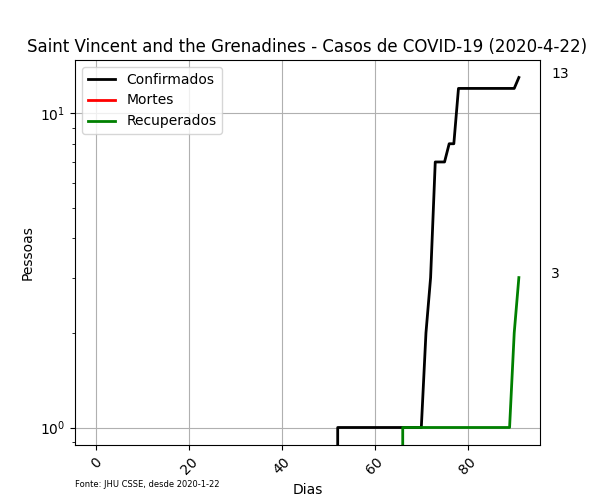 Saint Vincent and the Grenadines - Casos de COVID-19 (2020-4-22)
Confirmados
Mortes
Recuperados
13
3
10¹
10⁰
Pessoas
0
20
40
60
80
Dias
Fonte: JHU CSSE, desde 2020-1-22